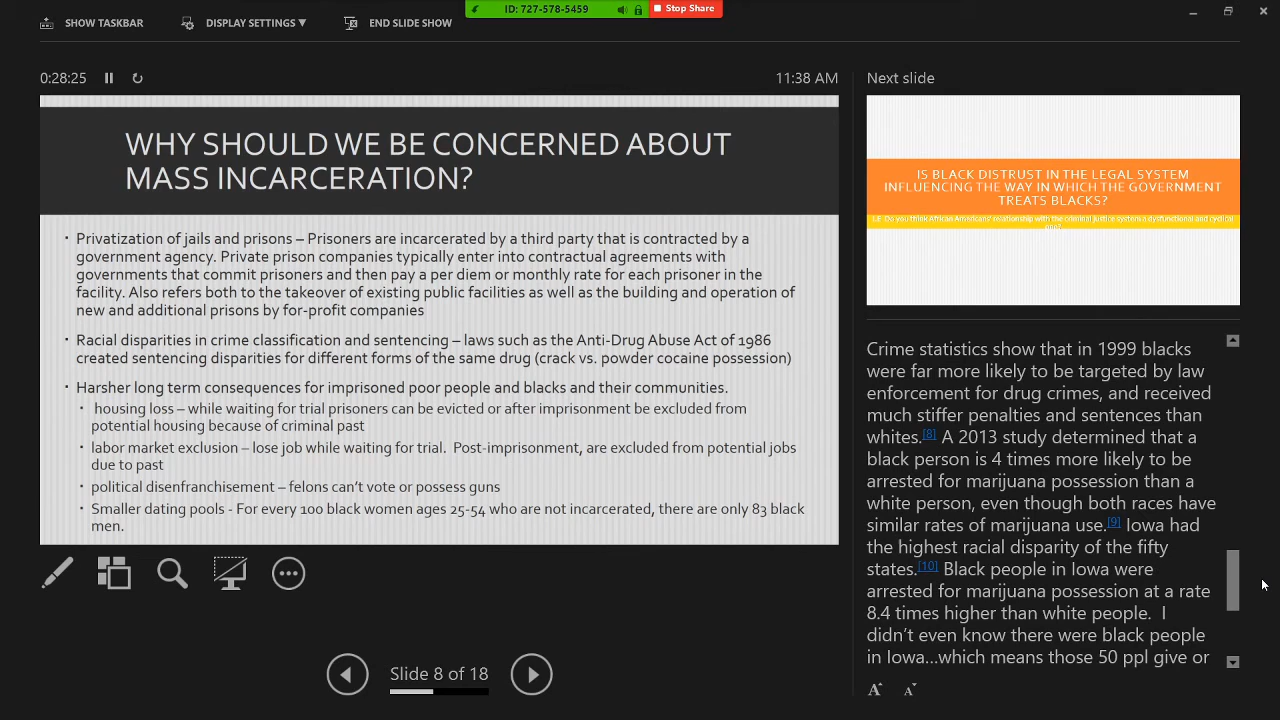 SHOW TASKBAR
DISPLAY SETTINGS ▼
END SLIDE SHOW
ID: 727-578-5459
Stop Share
0:28:25
11:38 AM
WHY SHOULD WE BE CONCERNED ABOUT
MASS INCARCERATION?
• Privatization of jails and prisons – Prisoners are incarcerated by a third party that is contracted by a
government agency. Private prison companies typically enter into contractual agreements with
governments that commit prisoners and then pay a per diem or monthly rate for each prisoner in the
facility. Also refers both to the takeover of existing public facilities as well as the building and operation of
new and additional prisons by for-profit companies
• Racial disparities in crime classification and sentencing – laws such as the Anti-Drug Abuse Act of 1986
created sentencing disparities for different forms of the same drug (crack vs. powder cocaine possession)
• Harsher long term consequences for imprisoned poor people and blacks and their communities.
• housing loss – while waiting for trial prisoners can be evicted or after imprisonment be excluded from
potential housing because of criminal past
• labor market exclusion – lose job while waiting for trial. Post-imprisonment, are excluded from potential jobs
due to past
• political disenfranchisement – felons can't vote or possess guns
• Smaller dating pools - For every 100 black women ages 25-54 who are not incarcerated, there are only 83 black
men.
Slide 8 of 18
Next slide
IS BLACK DISTRUST IN THE LEGAL SYSTEM
INFLUENCING THE WAY IN WHICH THE GOVERNMENT
TREATS BLACKS?
Do you think African Americans' relationship with the criminal justice system a dysfunctional and cyclical
one?
Crime statistics show that in 1999 blacks
were far more likely to be targeted by law
enforcement for drug crimes, and received
much stiffer penalties and sentences than
whites.[8] A 2013 study determined that a
black person is 4 times more likely to be
arrested for marijuana possession than a
white person, even though both races have
similar rates of marijuana use.[9] Iowa had
the highest racial disparity of the fifty
states.[10] Black people in Iowa were
arrested for marijuana possession at a rate
8.4 times higher than white people. I
didn't even know there were black people
in Iowa...which means those 50 ppl give or
A A